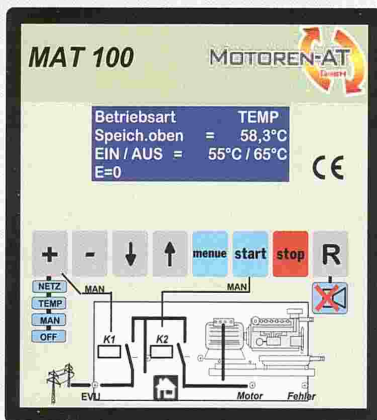 MAT 100
MOTOREN-AT
GmbH
Betriebsart TEMP
Speich.oben = 58,3°C
EIN / AUS = 55°C / 65°C
E=0
CE
+ - ↓ ↑ menue start stop R
NETZ
TEMP
MAN
OFF
MAN
MAN
K1
K2
EVU
Motor
Fehler